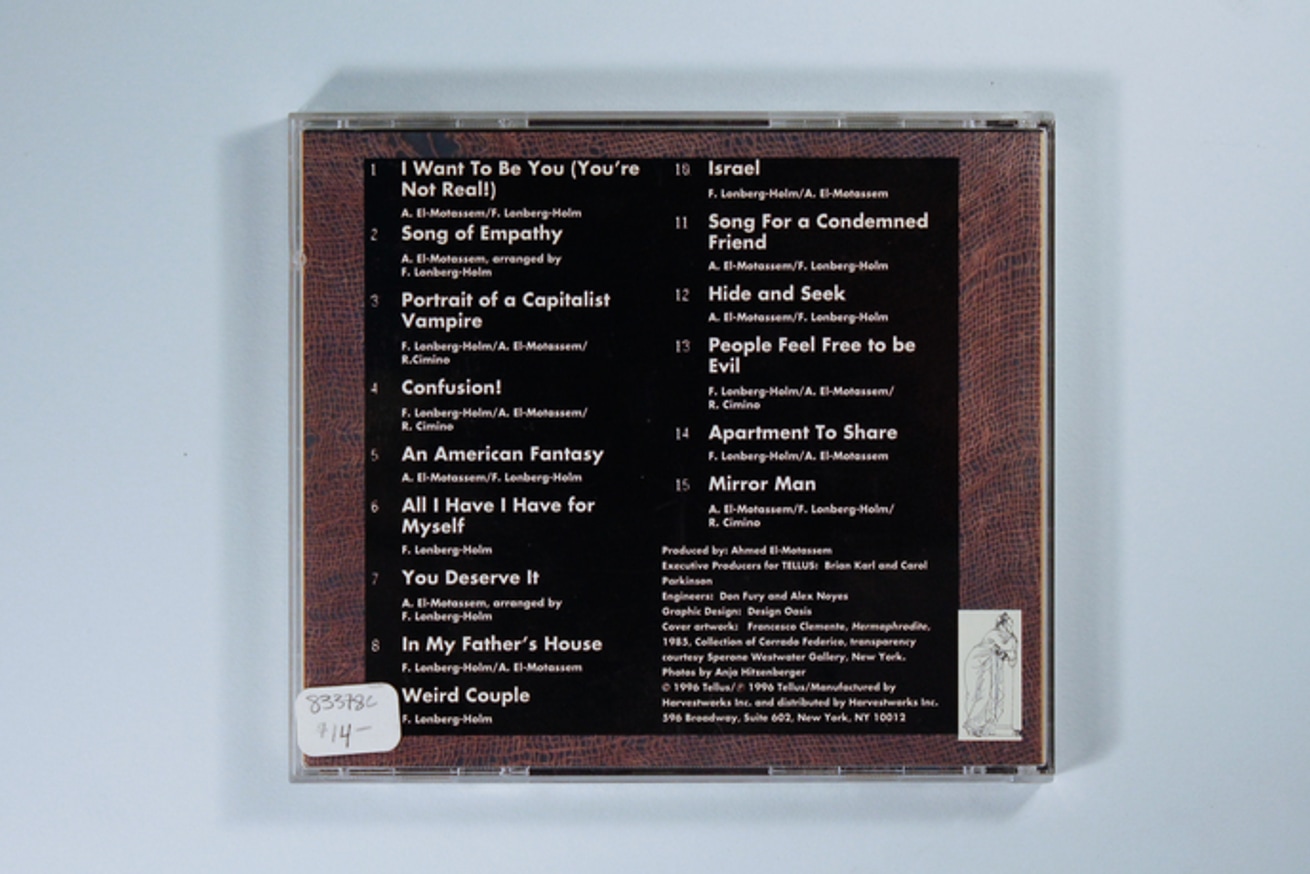 1 I Want To Be You (You're
Not Real!)
A. El-Motassem/F. Lonberg-Holm
2 Song of Empathy
A. El-Motassem, arranged by
F. Lonberg-Holm
3 Portrait of a Capitalist
Vampire
F. Lonberg-Holm/A. El-Motassem/
R.Cimino
4 Confusion!
F. Lonberg-Holm/A. El-Motassem/
R. Cimino
5 An American Fantasy
A. El-Motassem/F. Lonberg-Holm
6 All I Have I Have for
Myself
F. Lonberg-Holm
7 You Deserve It
A. El-Motassem, arranged by
F. Lonberg-Holm
8 In My Father's House
F. Lonberg-Holm/A. El-Motassem
Weird Couple
F. Lonberg-Holm
83378C
$14-
10 Israel
F. Lonberg-Holm/A. El-Motassem
11 Song For a Condemned
Friend
A. El-Motassem/F. Lonberg-Holm
12 Hide and Seek
A. El-Motassem/F. Lonberg-Holm
13 People Feel Free to be
Evil
F. Lonberg-Holm/A. El-Motassem/
R. Cimino
14 Apartment To Share
F. Lonberg-Holm/A. El-Motassem
15 Mirror Man
A. El-Motassem/F. Lonberg-Holm/
R. Cimino
Produced by: Ahmed El-Motassem
Executive Producers for TELLUS: Brian Karl and Carol
Parkinson
Engineers: Don Fury and Alex Noyes
Graphic Design: Design Oasis
Cover artwork: Francesco Clemente, Hermaphrodite,
1985, Collection of Corrado Federico, transparency
courtesy Sperone Westwater Gallery, New York.
Photos by Anja Hitzenberger
© 1996 Tellus/℗ 1996 Tellus/Manufactured by
Harvestworks Inc. and distributed by Harvestworks Inc.
596 Broadway, Suite 602, New York, NY 10012